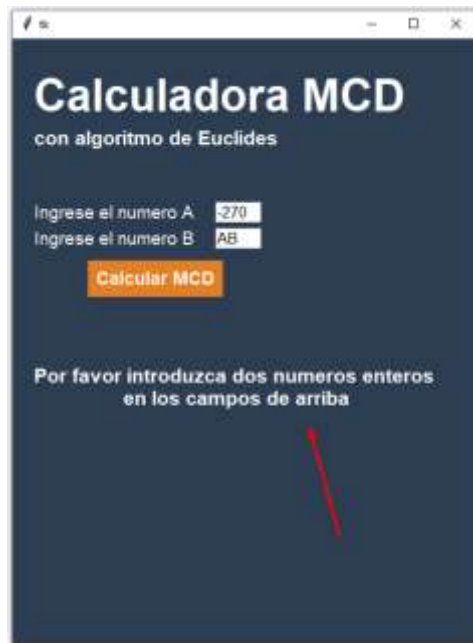 tk
Calculadora MCD
con algoritmo de Euclides
Ingrese el numero A -270
Ingrese el numero B AB
Calcular MCD
Por favor introduzca dos numeros enteros
en los campos de arriba